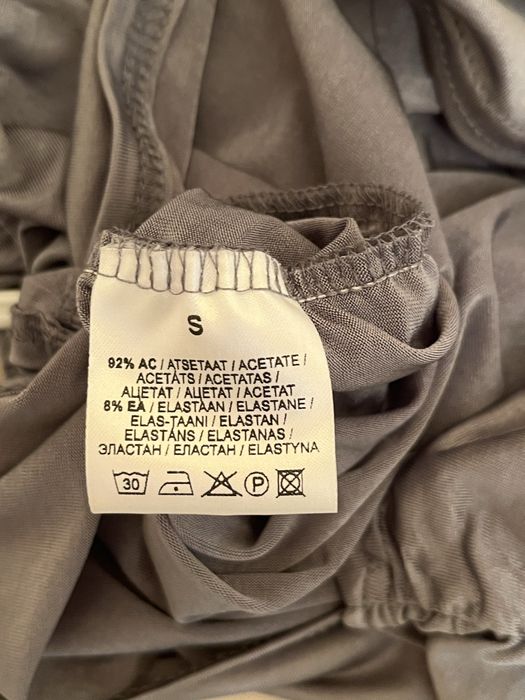 S
92% AC / ATSETAAT / ACETATE /
ACETĀTS / ACETATAS /
АЦЕТАТ / АЦЕТАТ / ACETAT
8% EA / ELASTAAN / ELASTANE /
ELAS-TAANI / ELASTAN /
ELASTĀNS / ELASTANAS /
ЭЛАСТАН / ЕЛАСТАН / ELASTYNA
30 P